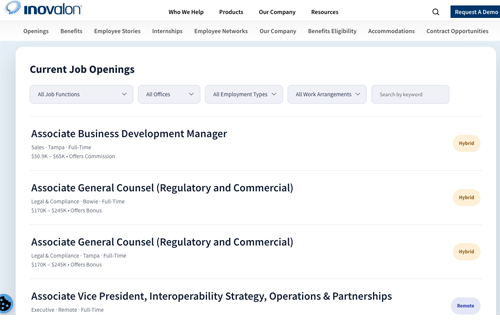 inovalon
Who We Help Products Our Company Resources
Request A Demo
Openings Benefits Employee Stories Internships Employee Networks Our Company Benefits Eligibility Accommodations Contract Opportunities
Current Job Openings
All Job Functions All Offices All Employment Types All Work Arrangements Search by keyword
Associate Business Development Manager
Sales · Tampa · Full-Time
$50.9K – $65K • Offers Commission
Hybrid
Associate General Counsel (Regulatory and Commercial)
Legal & Compliance · Bowie · Full-Time
$170K – $245K • Offers Bonus
Hybrid
Associate General Counsel (Regulatory and Commercial)
Legal & Compliance · Tampa · Full-Time
$170K – $245K • Offers Bonus
Hybrid
Associate Vice President, Interoperability Strategy, Operations & Partnerships
Executive · Remote · Full-Time
Remote